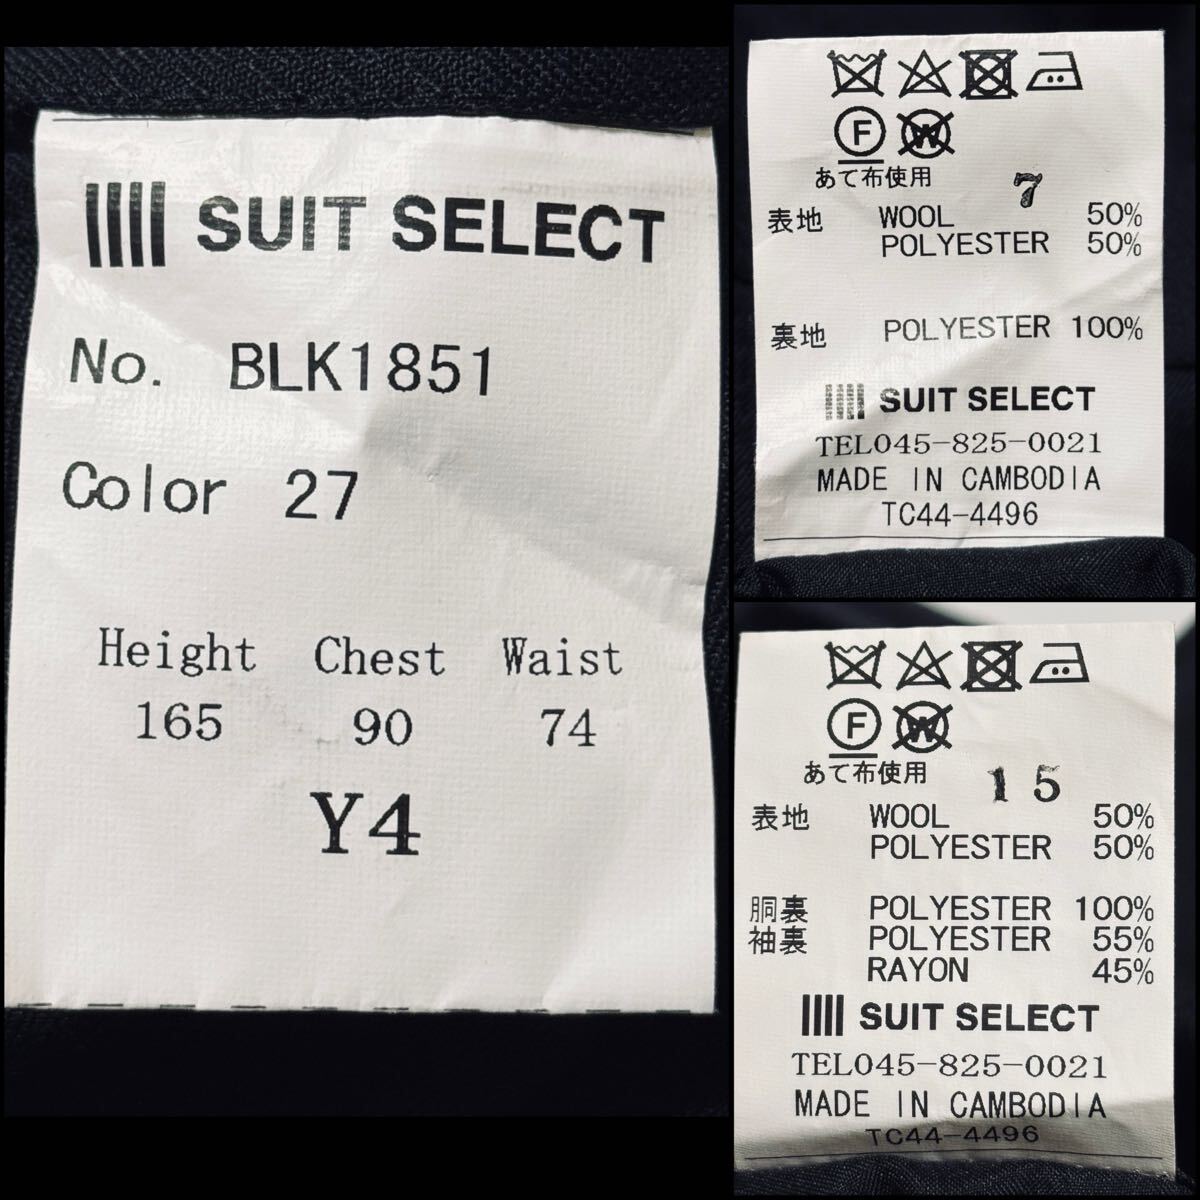 SUIT SELECT
No. BLK1851
Color 27
Height Chest Waist
165 90 74
Y4
F W
あて布使用 7
表地 WOOL 50%
POLYESTER 50%
裏地 POLYESTER 100%
SUIT SELECT
TEL045-825-0021
MADE IN CAMBODIA
TC44-4496
F W
あて布使用 15
表地 WOOL 50%
POLYESTER 50%
胴裏 POLYESTER 100%
袖裏 POLYESTER 55%
RAYON 45%
SUIT SELECT
TEL045-825-0021
MADE IN CAMBODIA
TC44-4496